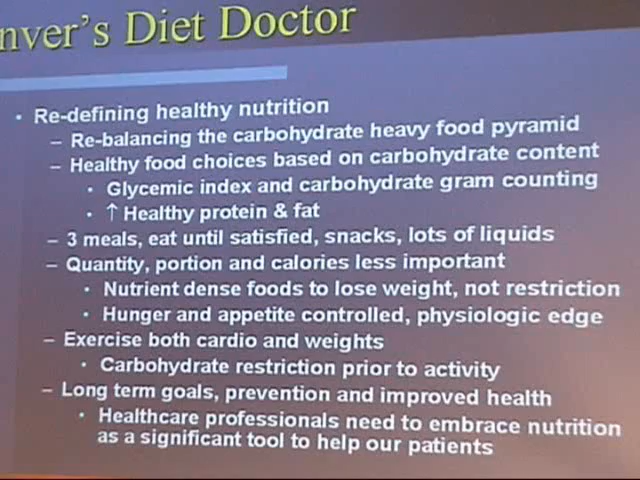 nver's Diet Doctor
• Re-defining healthy nutrition
– Re-balancing the carbohydrate heavy food pyramid
– Healthy food choices based on carbohydrate content
• Glycemic index and carbohydrate gram counting
• ↑ Healthy protein & fat
– 3 meals, eat until satisfied, snacks, lots of liquids
– Quantity, portion and calories less important
• Nutrient dense foods to lose weight, not restriction
• Hunger and appetite controlled, physiologic edge
– Exercise both cardio and weights
• Carbohydrate restriction prior to activity
– Long term goals, prevention and improved health
• Healthcare professionals need to embrace nutrition
as a significant tool to help our patients